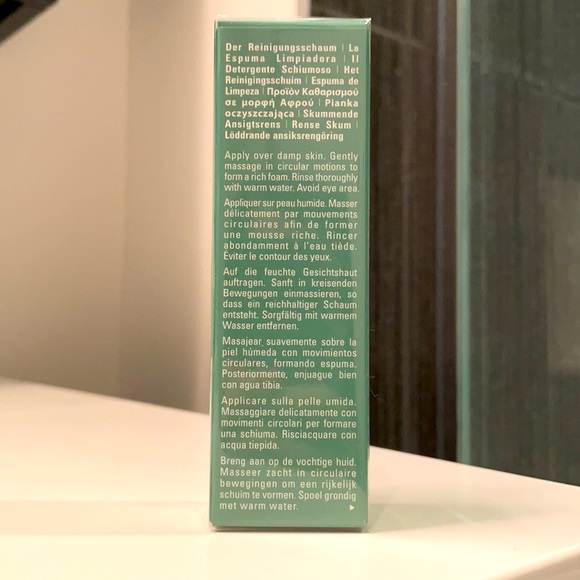 Der Reinigungsschaum | La
Espuma Limpiadora | Il
Detergente Schiumoso | Het
Reinigingsschuim | Espuma de
Limpeza | Προϊόν Καθαρισμού
σε μορφή Αφρού | Pianka
oczyszczająca | Skummende
Ansigtsrens | Rense Skum |
Löddrande ansiksrengöring
Apply over damp skin. Gently
massage in circular motions to
form a rich foam. Rinse thoroughly
with warm water. Avoid eye area.
Appliquer sur peau humide. Masser
délicatement par mouvements
circulaires afin de former
une mousse riche. Rincer
abondamment à l'eau tiède.
Éviter le contour des yeux.
Auf die feuchte Gesichtshaut
auftragen. Sanft in kreisenden
Bewegungen einmassieren, so
dass ein reichhaltiger Schaum
entsteht. Sorgfältig mit warmem
Wasser entfernen.
Masajear suavemente sobre la
piel húmeda con movimientos
circulares, formando espuma.
Posteriormente, enjuague bien
con agua tibia.
Applicare sulla pelle umida.
Massaggiare delicatamente con
movimenti circolari per formare
una schiuma. Risciacquare con
acqua tiepida.
Breng aan op de vochtige huid.
Masseer zacht in circulaire
bewegingen om een rijkelijk
schuim te vormen. Spoel grondig
met warm water. ►